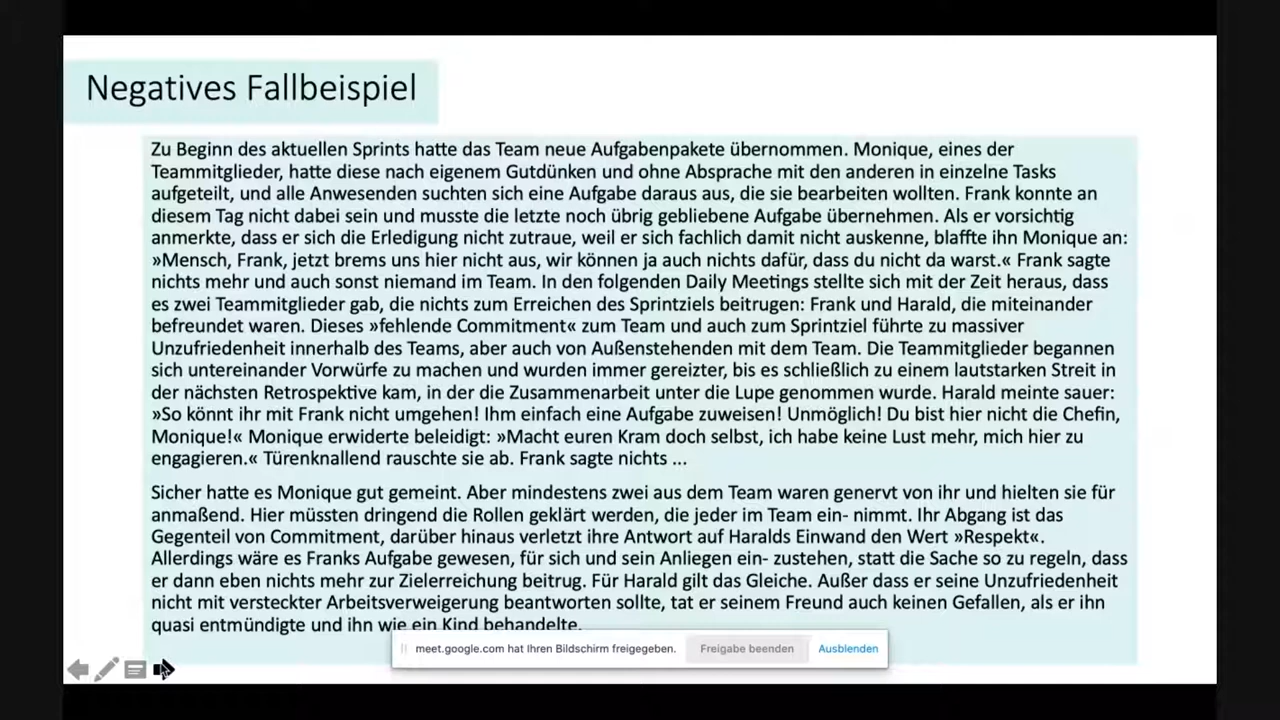 Negatives Fallbeispiel
Zu Beginn des aktuellen Sprints hatte das Team neue Aufgabenpakete übernommen. Monique, eines der
Teammitglieder, hatte diese nach eigenem Gutdünken und ohne Absprache mit den anderen in einzelne Tasks
aufgeteilt, und alle Anwesenden suchten sich eine Aufgabe daraus aus, die sie bearbeiten wollten. Frank konnte an
diesem Tag nicht dabei sein und musste die letzte noch übrig gebliebene Aufgabe übernehmen. Als er vorsichtig
anmerkte, dass er sich die Erledigung nicht zutraue, weil er sich fachlich damit nicht auskenne, blaffte ihn Monique an:
»Mensch, Frank, jetzt brems uns hier nicht aus, wir können ja auch nichts dafür, dass du nicht da warst.« Frank sagte
nichts mehr und auch sonst niemand im Team. In den folgenden Daily Meetings stellte sich mit der Zeit heraus, dass
es zwei Teammitglieder gab, die nichts zum Erreichen des Sprintziels beitrugen: Frank und Harald, die miteinander
befreundet waren. Dieses »fehlende Commitment« zum Team und auch zum Sprintziel führte zu massiver
Unzufriedenheit innerhalb des Teams, aber auch von Außenstehenden mit dem Team. Die Teammitglieder begannen
sich untereinander Vorwürfe zu machen und wurden immer gereizter, bis es schließlich zu einem lautstarken Streit in
der nächsten Retrospektive kam, in der die Zusammenarbeit unter die Lupe genommen wurde. Harald meinte sauer:
»So könnt ihr mit Frank nicht umgehen! Ihm einfach eine Aufgabe zuweisen! Unmöglich! Du bist hier nicht die Chefin,
Monique!« Monique erwiderte beleidigt: »Macht euren Kram doch selbst, ich habe keine Lust mehr, mich hier zu
engagieren.« Türenknallend rauschte sie ab. Frank sagte nichts ...
Sicher hatte es Monique gut gemeint. Aber mindestens zwei aus dem Team waren genervt von ihr und hielten sie für
anmaßend. Hier müssten dringend die Rollen geklärt werden, die jeder im Team ein- nimmt. Ihr Abgang ist das
Gegenteil von Commitment, darüber hinaus verletzt ihre Antwort auf Haralds Einwand den Wert »Respekt«.
Allerdings wäre es Franks Aufgabe gewesen, für sich und sein Anliegen ein- zustehen, statt die Sache so zu regeln, dass
er dann eben nichts mehr zur Zielerreichung beitrug. Für Harald gilt das Gleiche. Außer dass er seine Unzufriedenheit
nicht mit versteckter Arbeitsverweigerung beantworten sollte, tat er seinem Freund auch keinen Gefallen, als er ihn
quasi entmündigte und ihn wie ein Kind behandelte.
meet.google.com hat Ihren Bildschirm freigegeben.
Freigabe beenden
Ausblenden